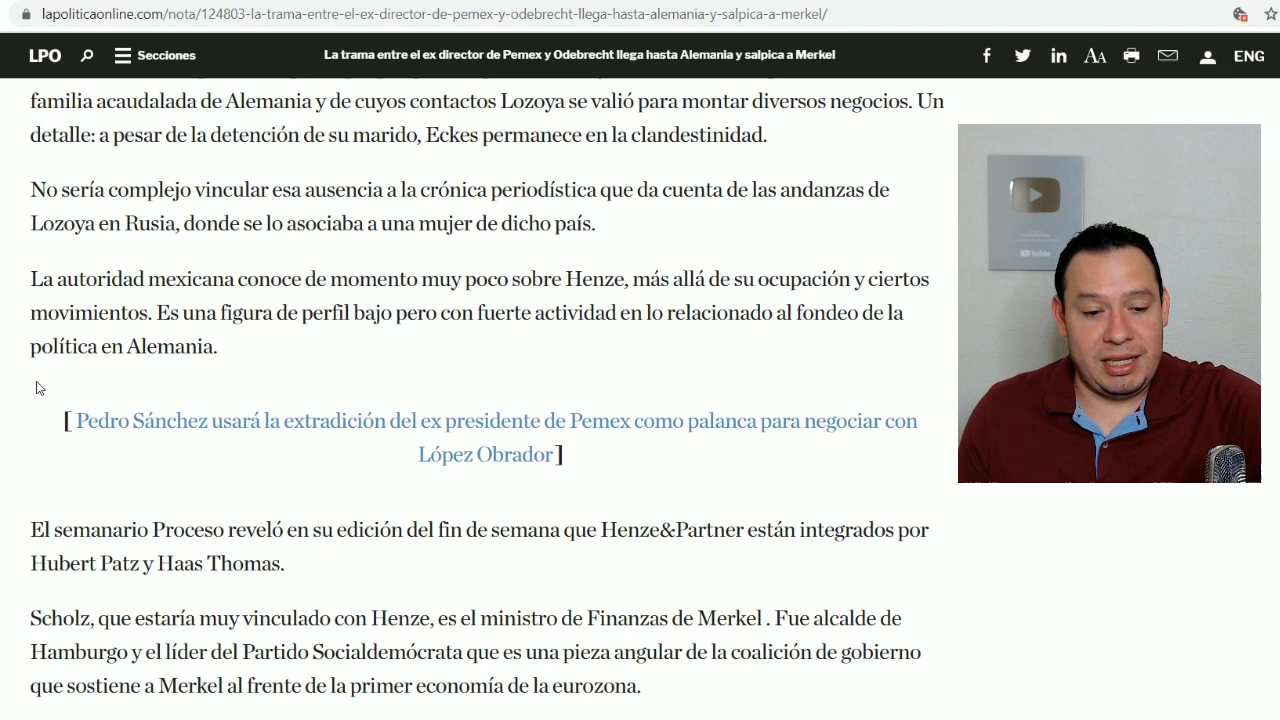 lapoliticaonline.com/nota/124803-la-trama-entre-el-ex-director-de-pemex-y-odebrecht-llega-hasta-alemania-y-salpica-a-merkel/
LPO Secciones La trama entre el ex director de Pemex y Odebrecht llega hasta Alemania y salpica a Merkel AA ENG
familia acaudalada de Alemania y de cuyos contactos Lozoya se valió para montar diversos negocios. Un
detalle: a pesar de la detención de su marido, Eckes permanece en la clandestinidad.
No sería complejo vincular esa ausencia a la crónica periodística que da cuenta de las andanzas de
Lozoya en Rusia, donde se lo asociaba a una mujer de dicho país.
La autoridad mexicana conoce de momento muy poco sobre Henze, más allá de su ocupación y ciertos
movimientos. Es una figura de perfil bajo pero con fuerte actividad en lo relacionado al fondeo de la
política en Alemania.
[ Pedro Sánchez usará la extradición del ex presidente de Pemex como palanca para negociar con
López Obrador ]
El semanario Proceso reveló en su edición del fin de semana que Henze&Partner están integrados por
Hubert Patz y Haas Thomas.
Scholz, que estaría muy vinculado con Henze, es el ministro de Finanzas de Merkel . Fue alcalde de
Hamburgo y el líder del Partido Socialdemócrata que es una pieza angular de la coalición de gobierno
que sostiene a Merkel al frente de la primer economía de la eurozona.